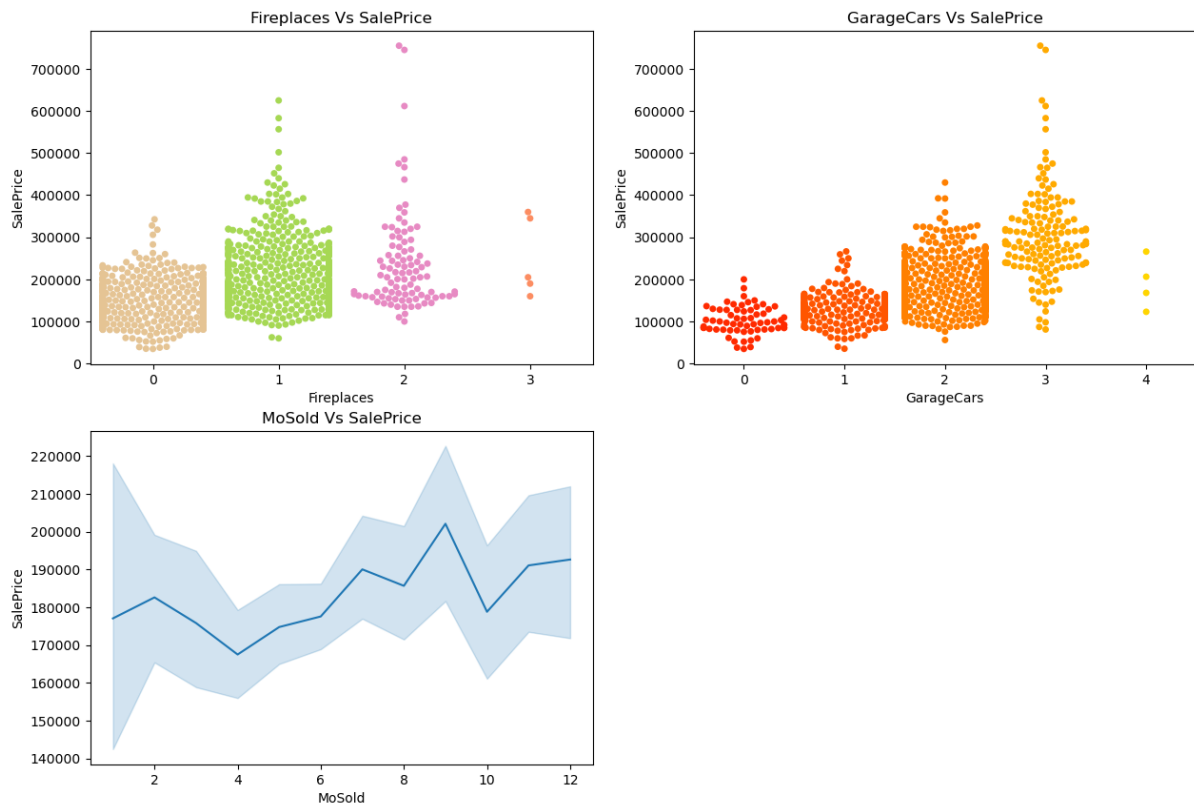 Fireplaces Vs SalePrice
700000
600000
500000
400000
300000
200000
100000
0
SalePrice
0 1 2 3
Fireplaces
GarageCars Vs SalePrice
700000
600000
500000
400000
300000
200000
100000
0
SalePrice
0 1 2 3 4
GarageCars
MoSold Vs SalePrice
220000
210000
200000
190000
180000
170000
160000
150000
140000
SalePrice
2 4 6 8 10 12
MoSold